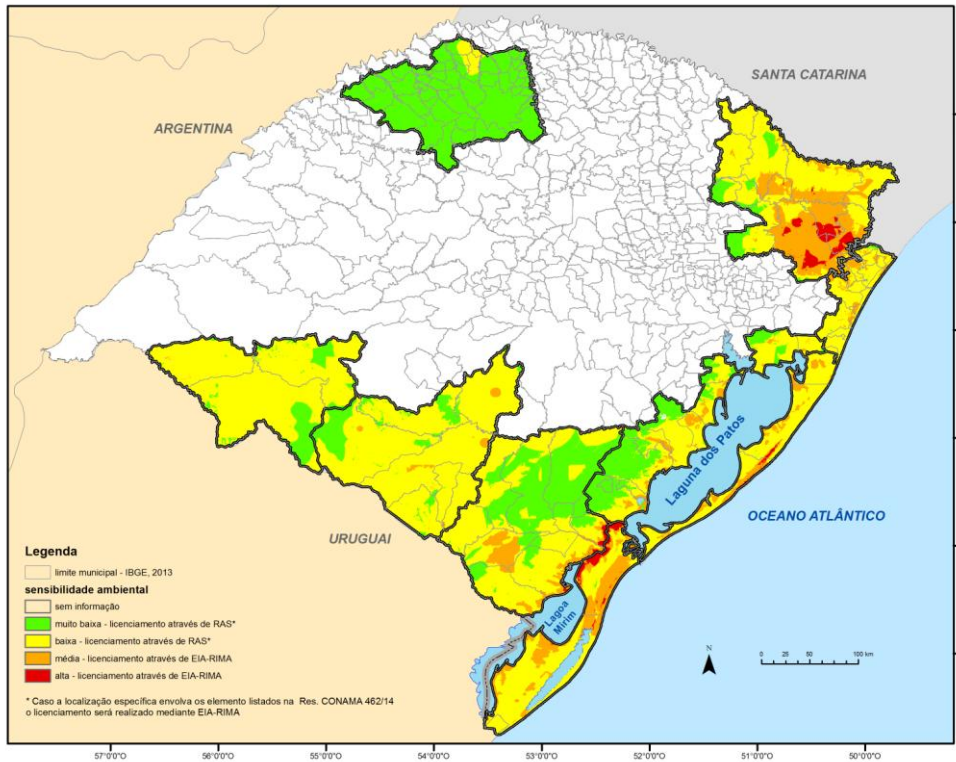 SANTA CATARINA
ARGENTINA
Laguna dos Patos
OCEANO ATLÂNTICO
URUGUAI
Lagoa
Mirim
Legenda
limite municipal - IBGE, 2013
sensibilidade ambiental
sem informação
muito baixa - licenciamento através de RAS*
baixa - licenciamento através de RAS*
média - licenciamento através de EIA-RIMA
alta - licenciamento através de EIA-RIMA
* Caso a localização específica envolva os elemento listados na Res. CONAMA 462/14
o licenciamento será realizado mediante EIA-RIMA
N
0 25 50 100 km
57°0'0"O 56°0'0"O 55°0'0"O 54°0'0"O 53°0'0"O 52°0'0"O 51°0'0"O 50°0'0"O